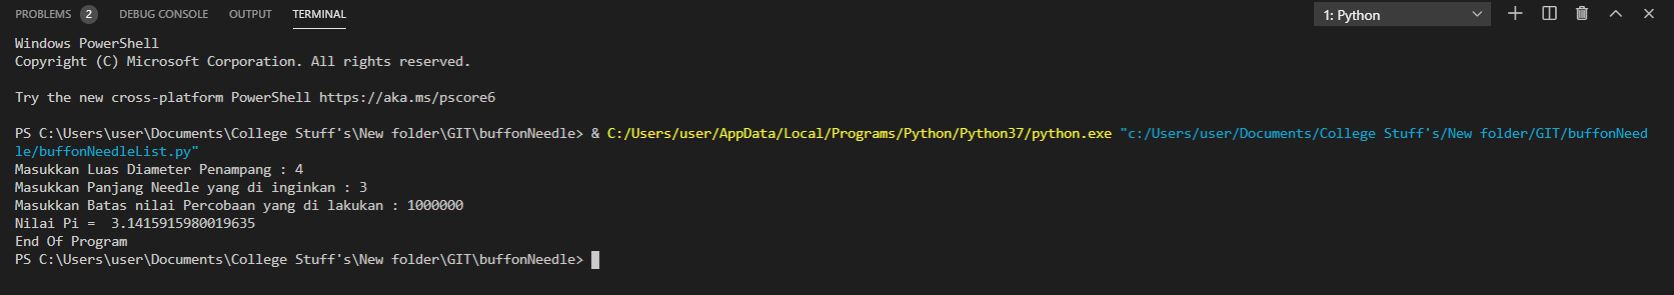 PROBLEMS 2 DEBUG CONSOLE OUTPUT TERMINAL 1: Python
Windows PowerShell
Copyright (C) Microsoft Corporation. All rights reserved.
Try the new cross-platform PowerShell https://aka.ms/pscore6
PS C:\Users\user\Documents\College Stuff's\New folder\GIT\buffonNeedle> & C:/Users/user/AppData/Local/Programs/Python/Python37/python.exe "c:/Users/user/Documents/College Stuff's/New folder/GIT/buffonNeed
le/buffonNeedleList.py"
Masukkan Luas Diameter Penampang : 4
Masukkan Panjang Needle yang di inginkan : 3
Masukkan Batas nilai Percobaan yang di lakukan : 1000000
Nilai Pi =  3.1415915980019635
End Of Program
PS C:\Users\user\Documents\College Stuff's\New folder\GIT\buffonNeedle>